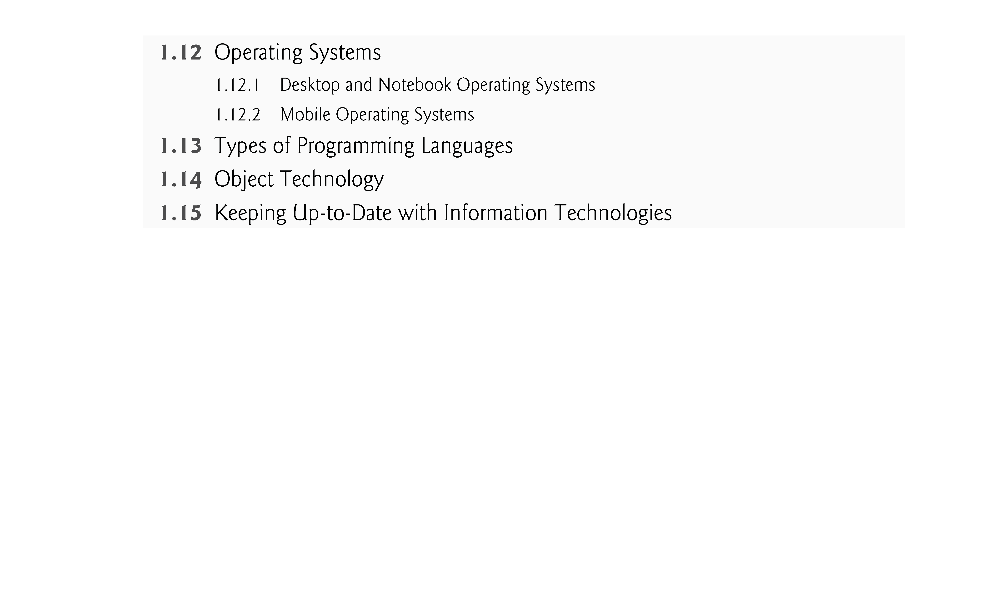 1.12 Operating Systems
1.12.1 Desktop and Notebook Operating Systems
1.12.2 Mobile Operating Systems
1.13 Types of Programming Languages
1.14 Object Technology
1.15 Keeping Up-to-Date with Information Technologies